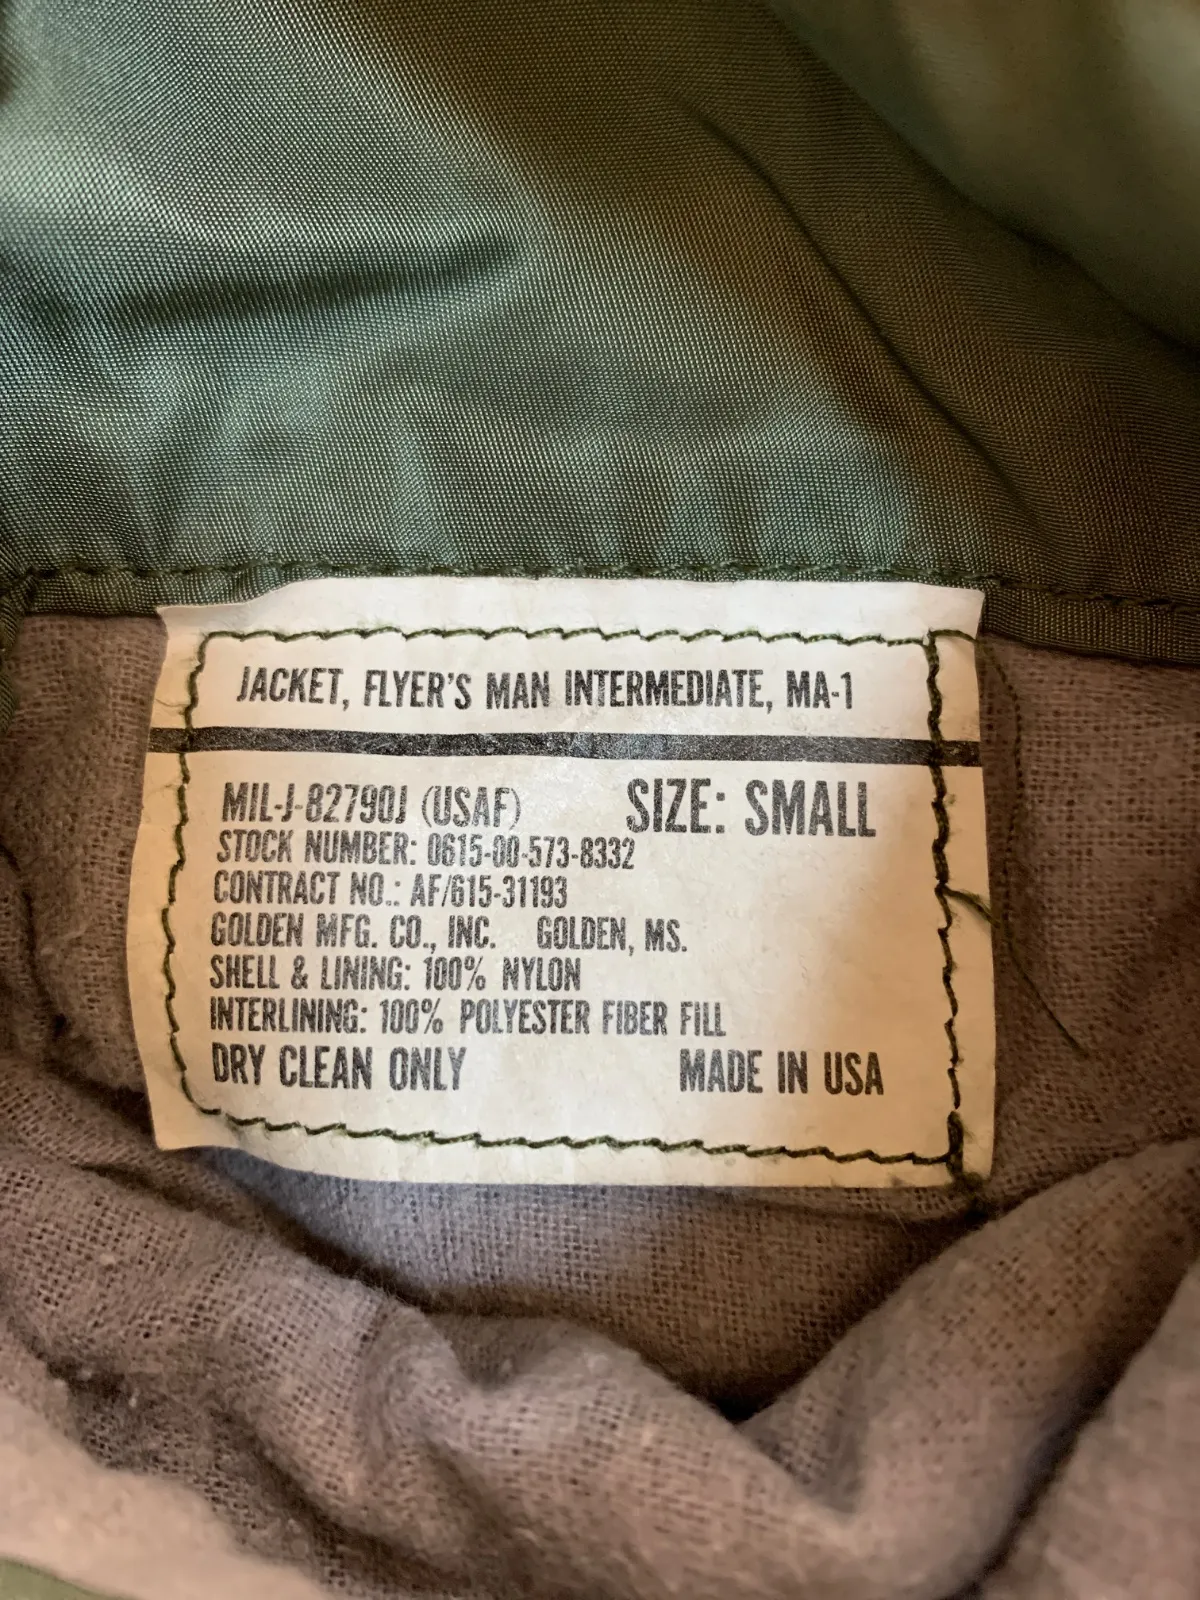 JACKET, FLYER'S MAN INTERMEDIATE, MA-1
MIL-J-82790J (USAF) SIZE: SMALL
STOCK NUMBER: 0615-00-573-8332
CONTRACT NO.: AF/615-31193
GOLDEN MFG. CO., INC. GOLDEN, MS.
SHELL & LINING: 100% NYLON
INTERLINING: 100% POLYESTER FIBER FILL
DRY CLEAN ONLY MADE IN USA